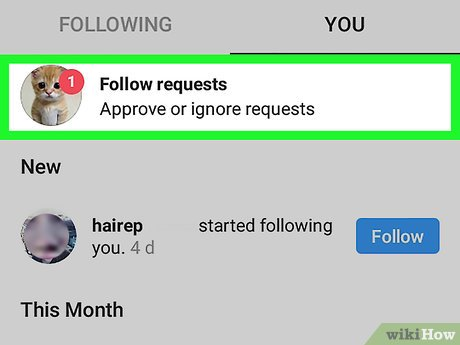 FOLLOWING YOU
1
Follow requests
Approve or ignore requests
New
hairep started following
you. 4 d
Follow
This Month
wikiHow